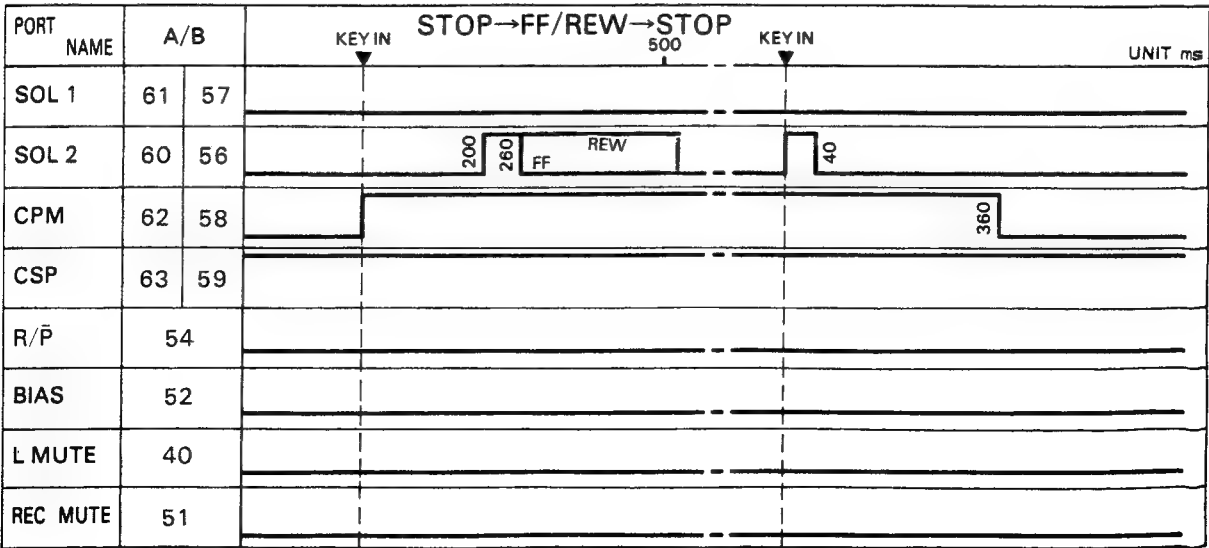 PORT NAME A/B KEY IN STOP→FF/REW→STOP 500 KEY IN UNIT ms
SOL 1 61 57
SOL 2 60 56 200 260 FF REW 40
CPM 62 58 360
CSP 63 59
R/P̄ 54
BIAS 52
L MUTE 40
REC MUTE 51